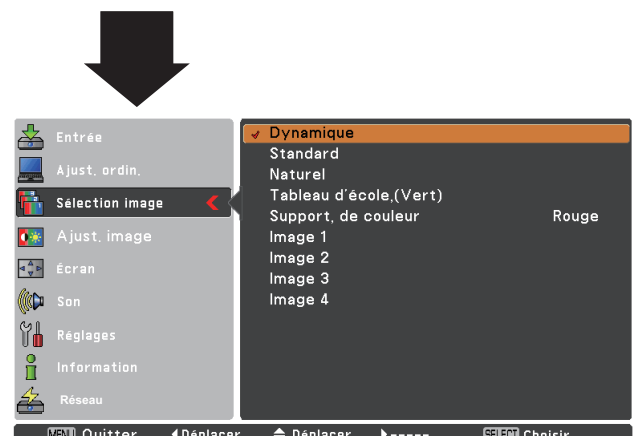 Entrée
Ajust. ordin.
Sélection image
Ajust. image
Écran
Son
Réglages
Information
Réseau
Dynamique
Standard
Naturel
Tableau d'école.(Vert)
Support. de couleur Rouge
Image 1
Image 2
Image 3
Image 4
MENU Quitter Déplacer Déplacer ----- SELECT Choisir